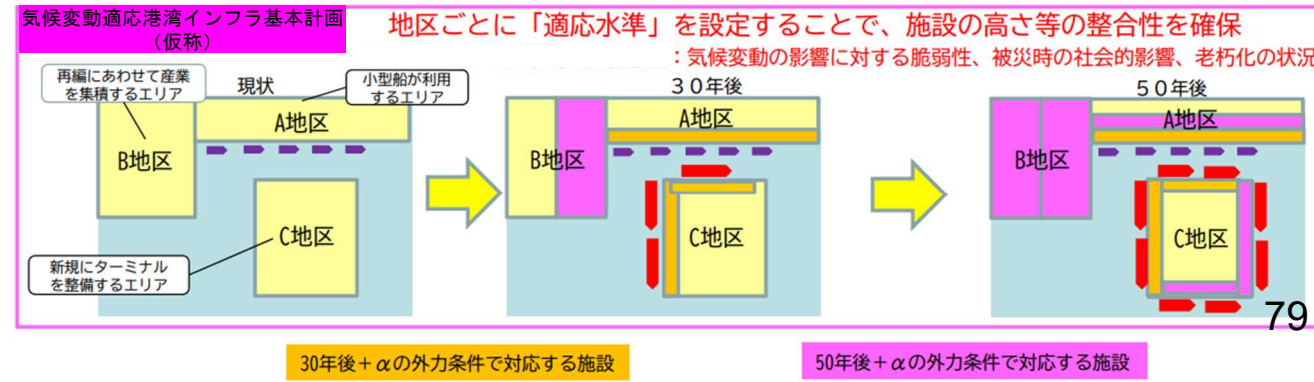 気候変動適応港湾インフラ基本計画
（仮称）
地区ごとに「適応水準」を設定することで、施設の高さ等の整合性を確保
：気候変動の影響に対する脆弱性、被災時の社会的影響、老朽化の状況
再編にあわせて産業
を集積するエリア
現状
小型船が利用
するエリア
A地区
B地区
C地区
新規にターミナル
を整備するエリア
３０年後
A地区
B地区
C地区
５０年後
A地区
B地区
C地区
79
30年後＋αの外力条件で対応する施設
50年後＋αの外力条件で対応する施設